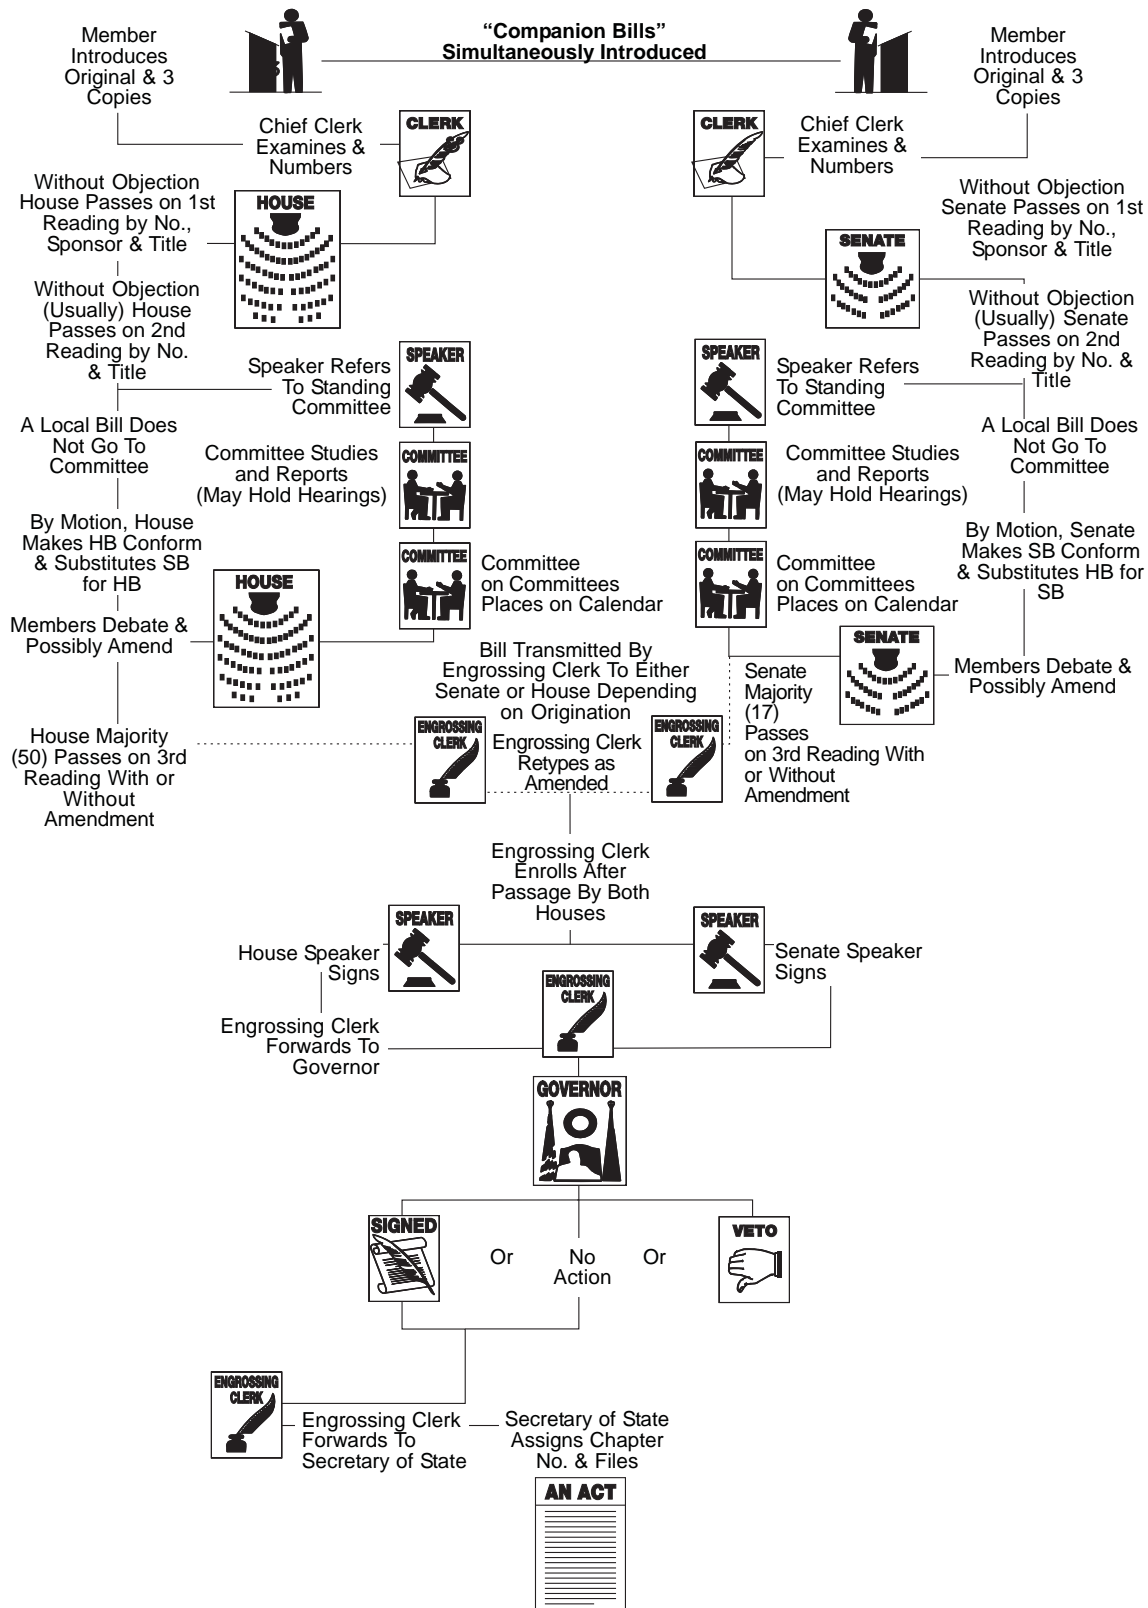 “Companion Bills”
Simultaneously Introduced
Member
Introduces
Original & 3
Copies
Member
Introduces
Original & 3
Copies
Chief Clerk
Examines &
Numbers
CLERK
CLERK
Chief Clerk
Examines &
Numbers
Without Objection
House Passes on 1st
Reading by No.,
Sponsor & Title
HOUSE
Without Objection
Senate Passes on 1st
Reading by No.,
Sponsor & Title
SENATE
Without Objection
(Usually) House
Passes on 2nd
Reading by No.
& Title
Without Objection
(Usually) Senate
Passes on 2nd
Reading by No. &
Title
Speaker Refers
To Standing
Committee
SPEAKER
SPEAKER
Speaker Refers
To Standing
Committee
A Local Bill Does
Not Go To
Committee
A Local Bill Does
Not Go To
Committee
Committee Studies
and Reports
(May Hold Hearings)
COMMITTEE
COMMITTEE
Committee Studies
and Reports
(May Hold Hearings)
By Motion, House
Makes HB Conform
& Substitutes SB
for HB
By Motion, Senate
Makes SB Conform
& Substitutes HB for
SB
COMMITTEE
Committee
on Committees
Places on Calendar
COMMITTEE
Committee
on Committees
Places on Calendar
HOUSE
Members Debate &
Possibly Amend
SENATE
Members Debate &
Possibly Amend
Bill Transmitted By
Engrossing Clerk To Either
Senate or House Depending
on Origination
House Majority
(50) Passes on 3rd
Reading With or
Without
Amendment
ENGROSSING
CLERK
Engrossing Clerk
Retypes as
Amended
ENGROSSING
CLERK
Senate
Majority
(17)
Passes
on 3rd Reading With
or Without
Amendment
Engrossing Clerk
Enrolls After
Passage By Both
Houses
House Speaker
Signs
SPEAKER
SPEAKER
Senate Speaker
Signs
Engrossing Clerk
Forwards To
Governor
ENGROSSING
CLERK
GOVERNOR
SIGNED
Or
No
Action
Or
VETO
ENGROSSING
CLERK
Engrossing Clerk
Forwards To
Secretary of State
Secretary of State
Assigns Chapter
No. & Files
AN ACT